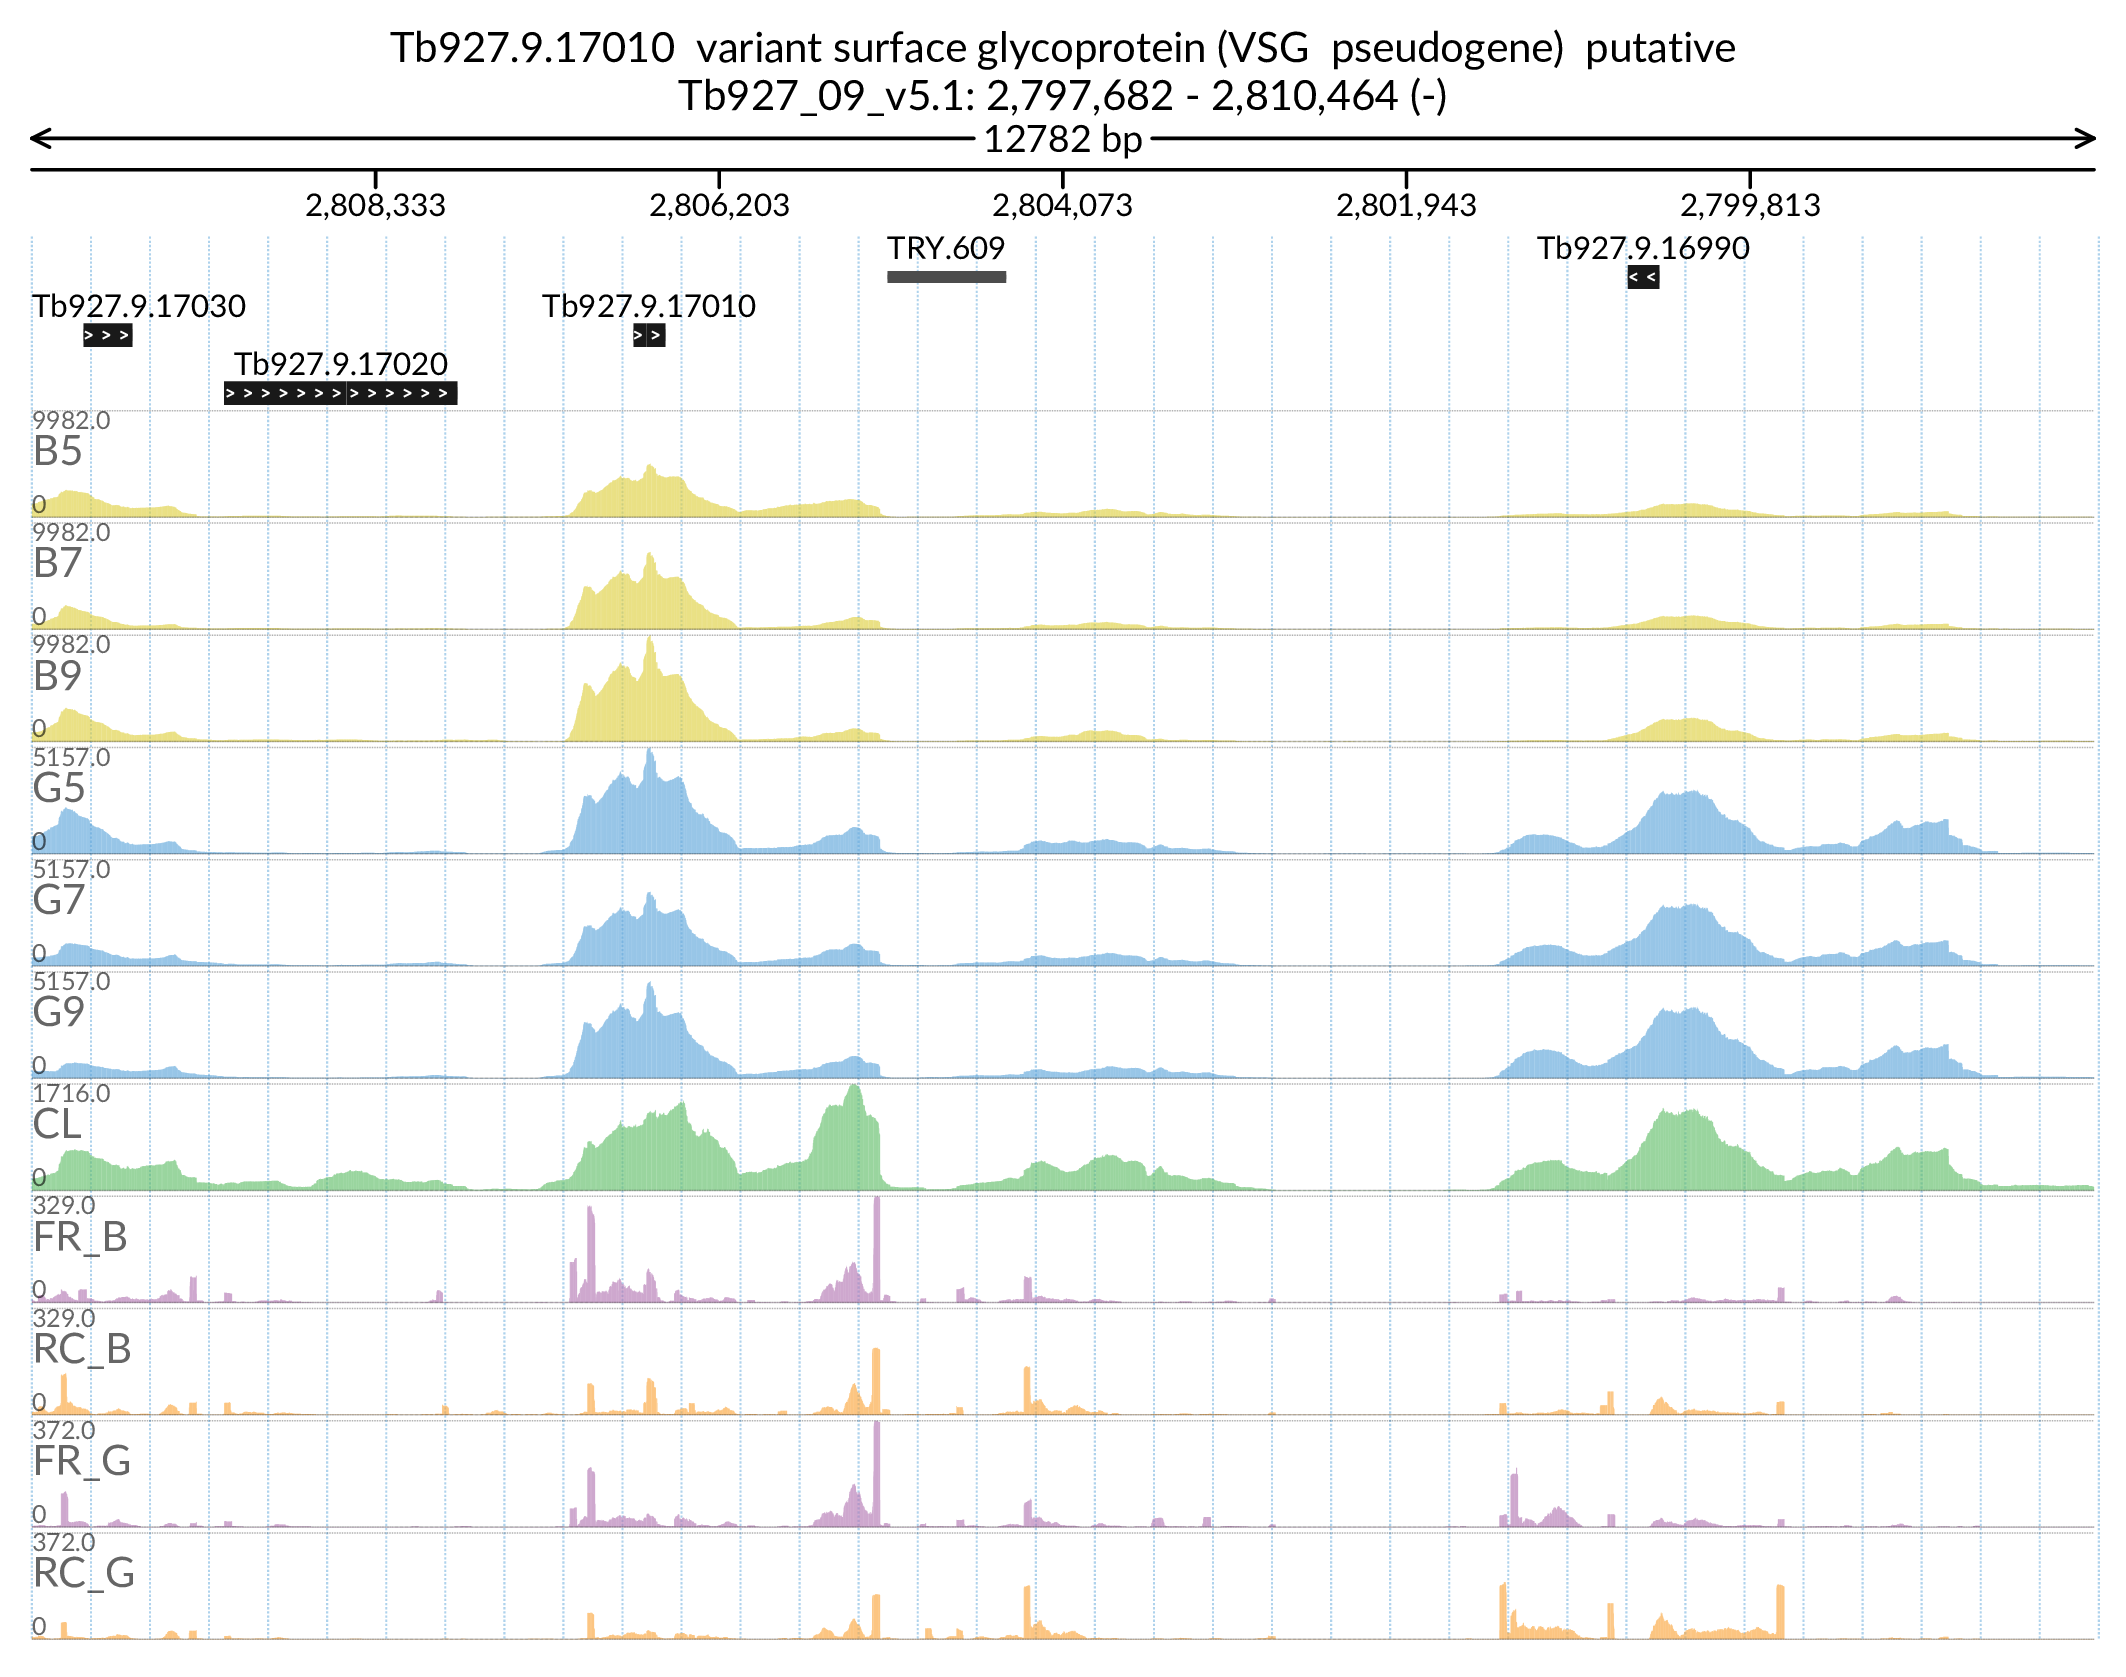 Tb927.9.17010  variant surface glycoprotein (VSG  pseudogene)  putative
Tb927_09_v5.1: 2,797,682 - 2,810,464 (-)
12782 bp
2,808,333 2,806,203 2,804,073 2,801,943 2,799,813
TRY.609 Tb927.9.16990
< <
Tb927.9.17030 Tb927.9.17010
> > > > >
Tb927.9.17020
> > > > > > > > > > > > >
9982.0
B5
0
9982.0
B7
0
9982.0
B9
0
5157.0
G5
0
5157.0
G7
0
5157.0
G9
0
1716.0
CL
0
329.0
FR_B
0
329.0
RC_B
0
372.0
FR_G
0
372.0
RC_G
0